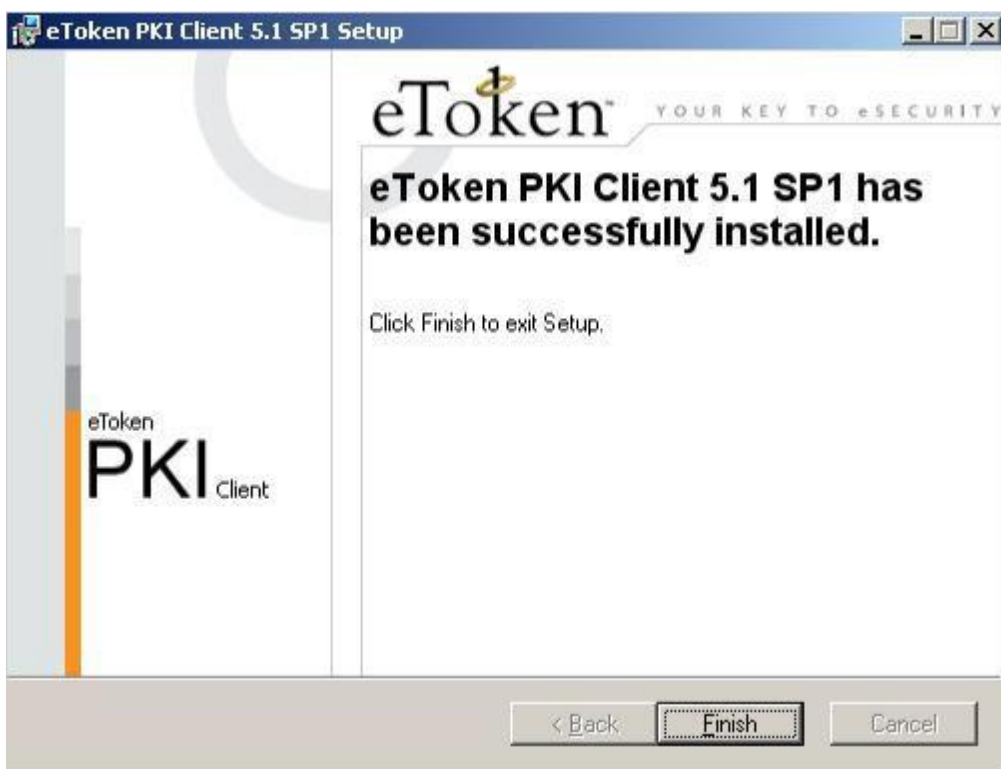 eToken PKI Client 5.1 SP1 Setup
eToken™ YOUR KEY TO eSECURITY
eToken PKI Client 5.1 SP1 has
been successfully installed.
Click Finish to exit Setup.
eToken
PKI Client
< Back Finish Cancel